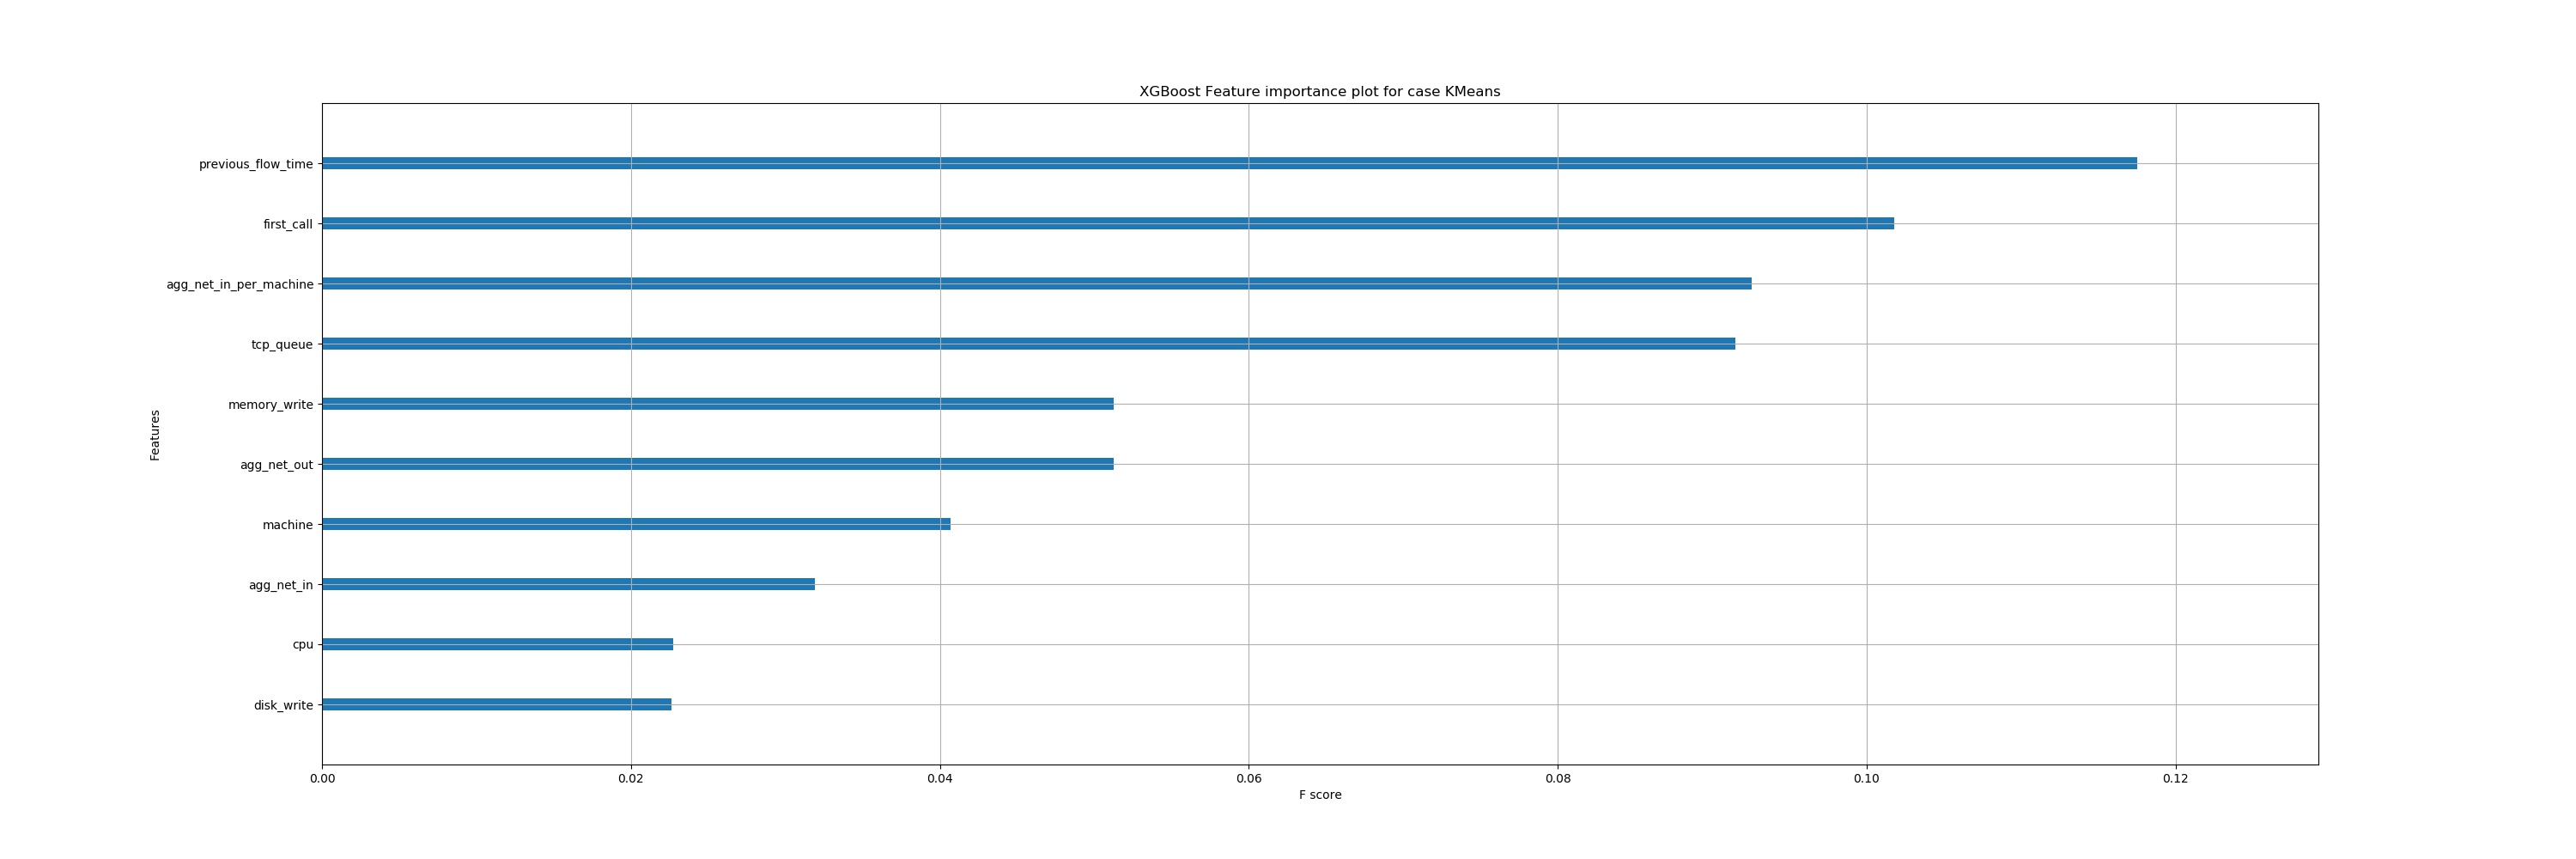 XGBoost Feature importance plot for case KMeans
previous_flow_time
first_call
agg_net_in_per_machine
tcp_queue
memory_write
agg_net_out
machine
agg_net_in
cpu
disk_write
Features
0.00 0.02 0.04 0.06 0.08 0.10 0.12
F score